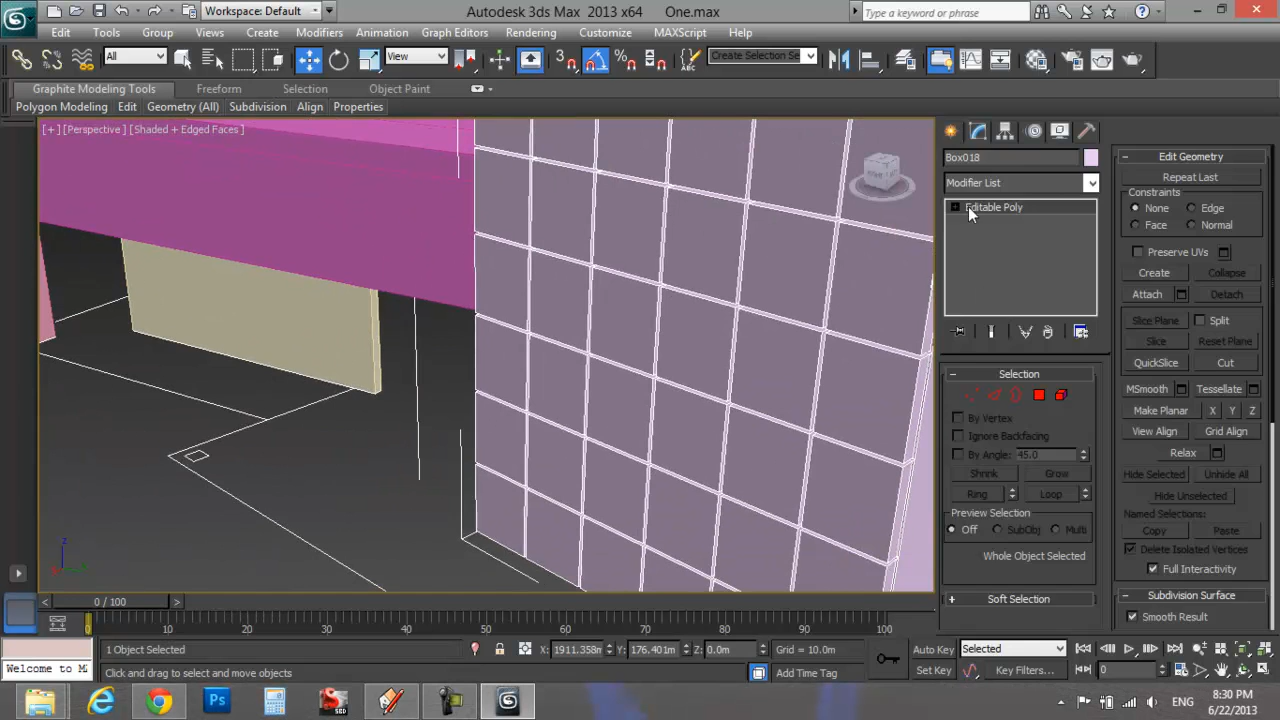 Workspace: Default
Autodesk 3ds Max 2013 x64 One.max
Type a keyword or phrase
Edit Tools Group Views Create Modifiers Animation Graph Editors Rendering Customize MAXScript Help
All View 3 Create Selection Se
Graphite Modeling Tools Freeform Selection Object Paint
Polygon Modeling Edit Geometry (All) Subdivision Align Properties
[+] [Perspective] [Shaded + Edged Faces]
Box018
Modifier List
Editable Poly
Selection
By Vertex
Ignore Backfacing
By Angle: 45.0
Shrink Grow
Ring Loop
Preview Selection
Off SubObj Multi
Whole Object Selected
Soft Selection
Edit Geometry
Repeat Last
Constraints
None Edge
Face Normal
Preserve UVs
Create Collapse
Attach Detach
Slice Plane Split
Slice Reset Plane
QuickSlice Cut
MSmooth Tessellate
Make Planar X Y Z
View Align Grid Align
Relax
Hide Selected Unhide All
Hide Unselected
Named Selections:
Copy Paste
Delete Isolated Vertices
Full Interactivity
Subdivision Surface
Smooth Result
z
0 / 100
0 10 20 30 40 50 60 70 80 90 100
1 Object Selected X: 1911.358m Y: 176.401m Z: 0.0m Grid = 10.0m Auto Key Selected
Welcome to M Click and drag to select and move objects Add Time Tag Set Key Key Filters... 0
Ps ENG 8:30 PM
6/22/2013